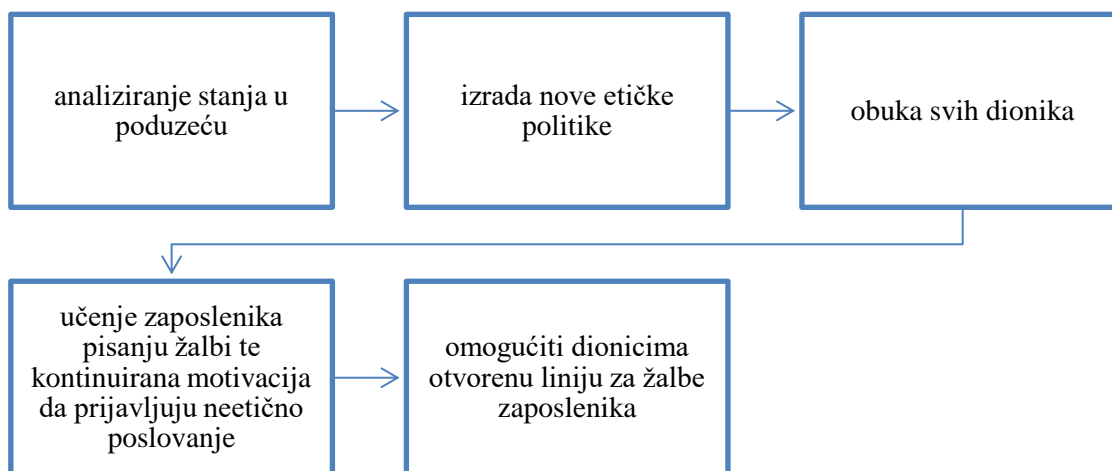 analiziranje stanja u
poduzeću
izrada nove etičke
politike
obuka svih dionika
učenje zaposlenika
pisanju žalbi te
kontinuirana motivacija
da prijavljuju neetično
poslovanje
omogućiti dionicima
otvorenu liniju za žalbe
zaposlenika